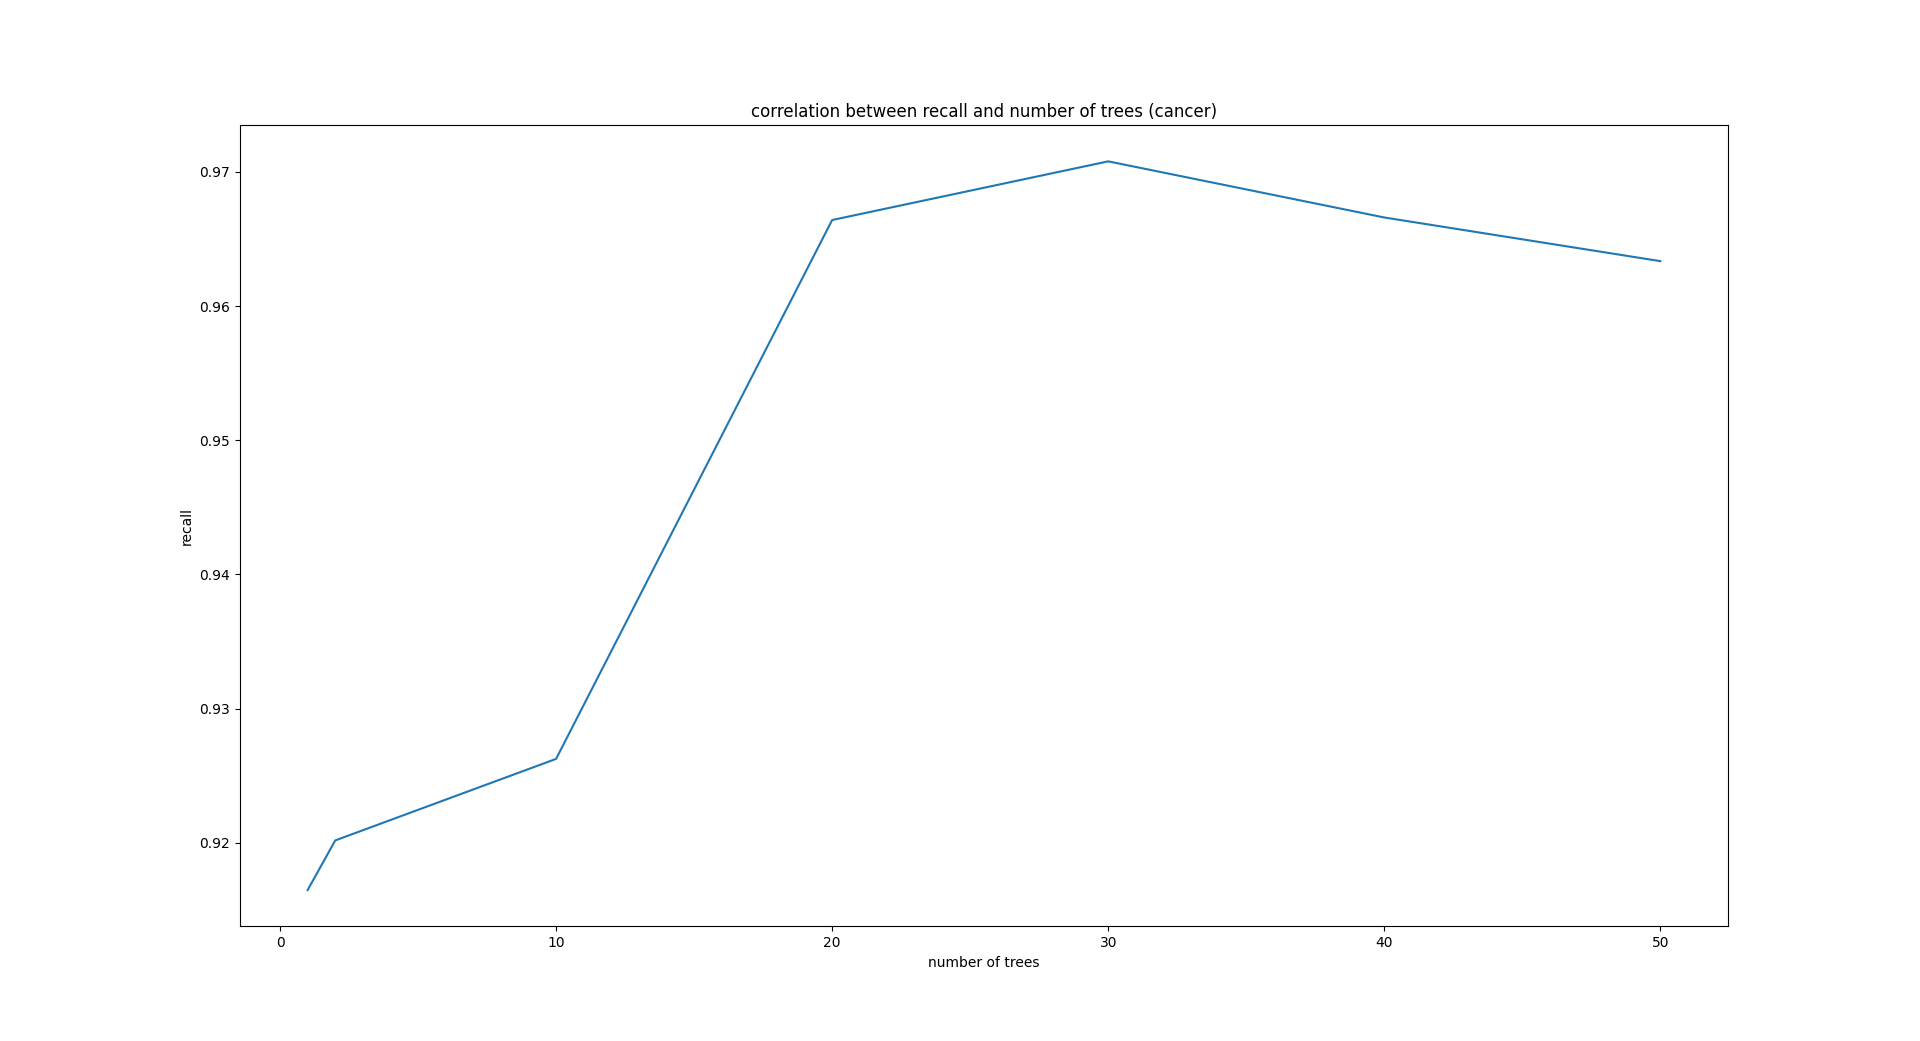 correlation between recall and number of trees (cancer)
0.97
0.96
0.95
0.94
0.93
0.92
recall
0 10 20 30 40 50
number of trees